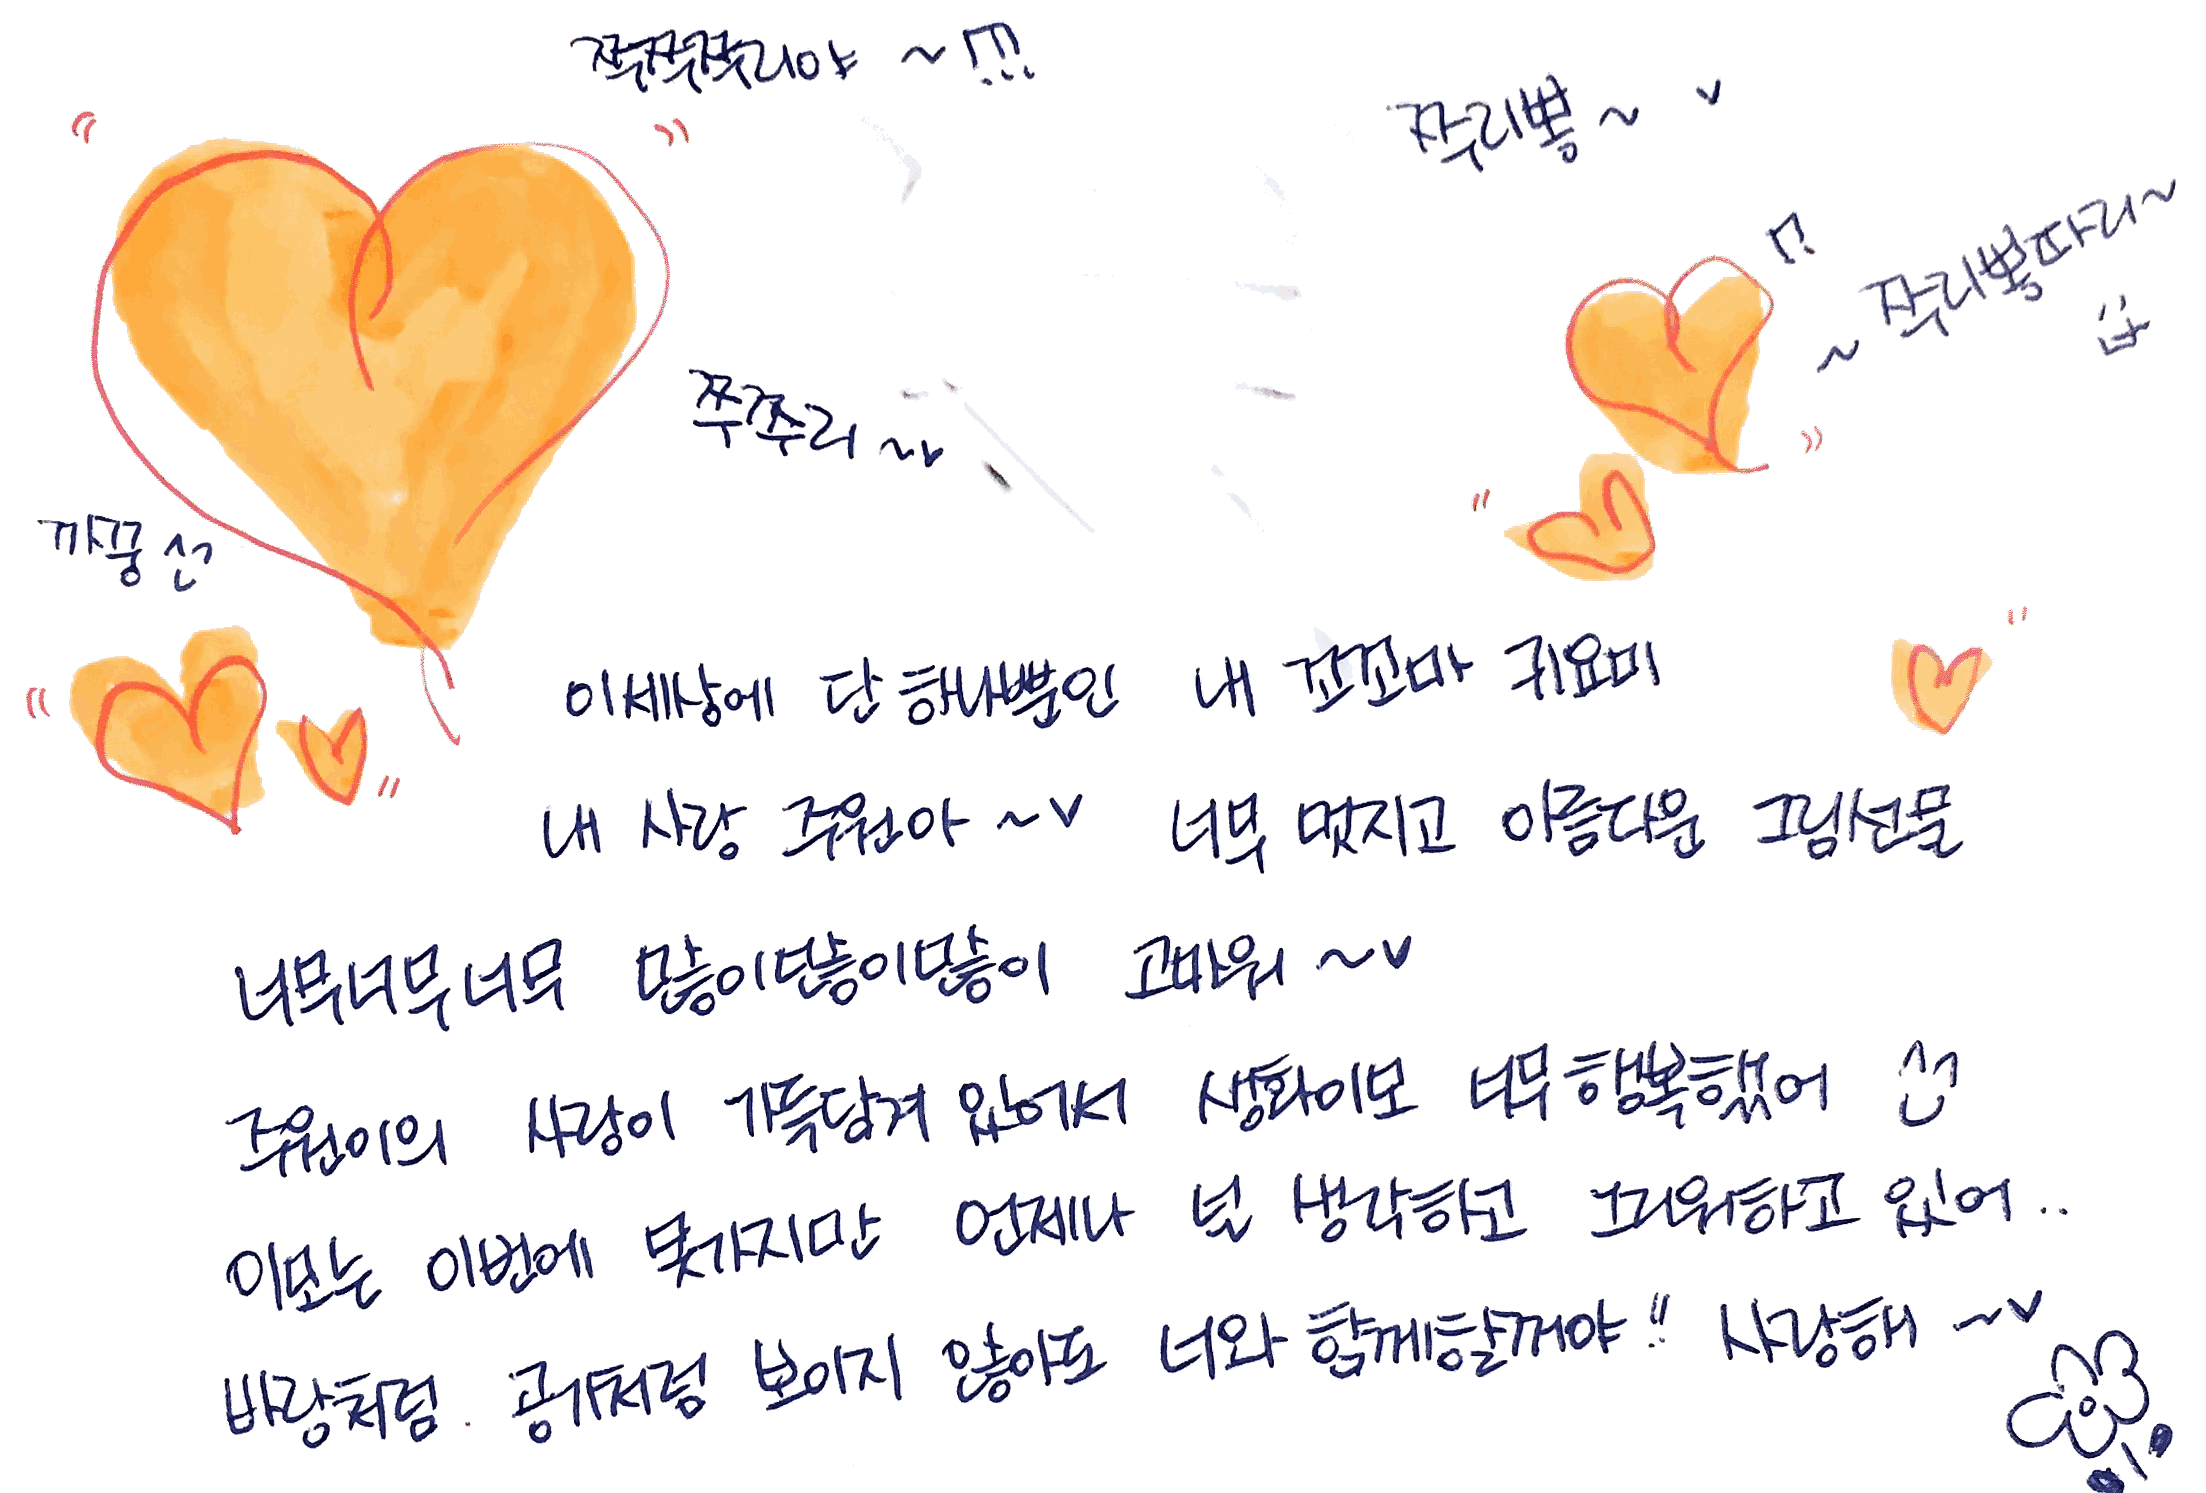 쭈쭈쭈리야 ~ !!!
쭈리뽕 ~
쭈리뽕따리 ~
쭈쭈리 ~
까꿍
이세상에 단 하나뿐인 내 꼬꼬마 귀요미
내 사랑 주원아 ~ 너무 멋지고 아름다운 그림선물
너무너무너무 많이많이많이 고마워 ~
주원이의 사랑이 가득담겨 있어서 생화이모 너무 행복했어
이모는 이번에 못가지만 언제나 널 생각하고 그리워하고 있어..
바람처럼. 공기처럼 보이지 않아도 너와 함께할꺼야!! 사랑해 ~